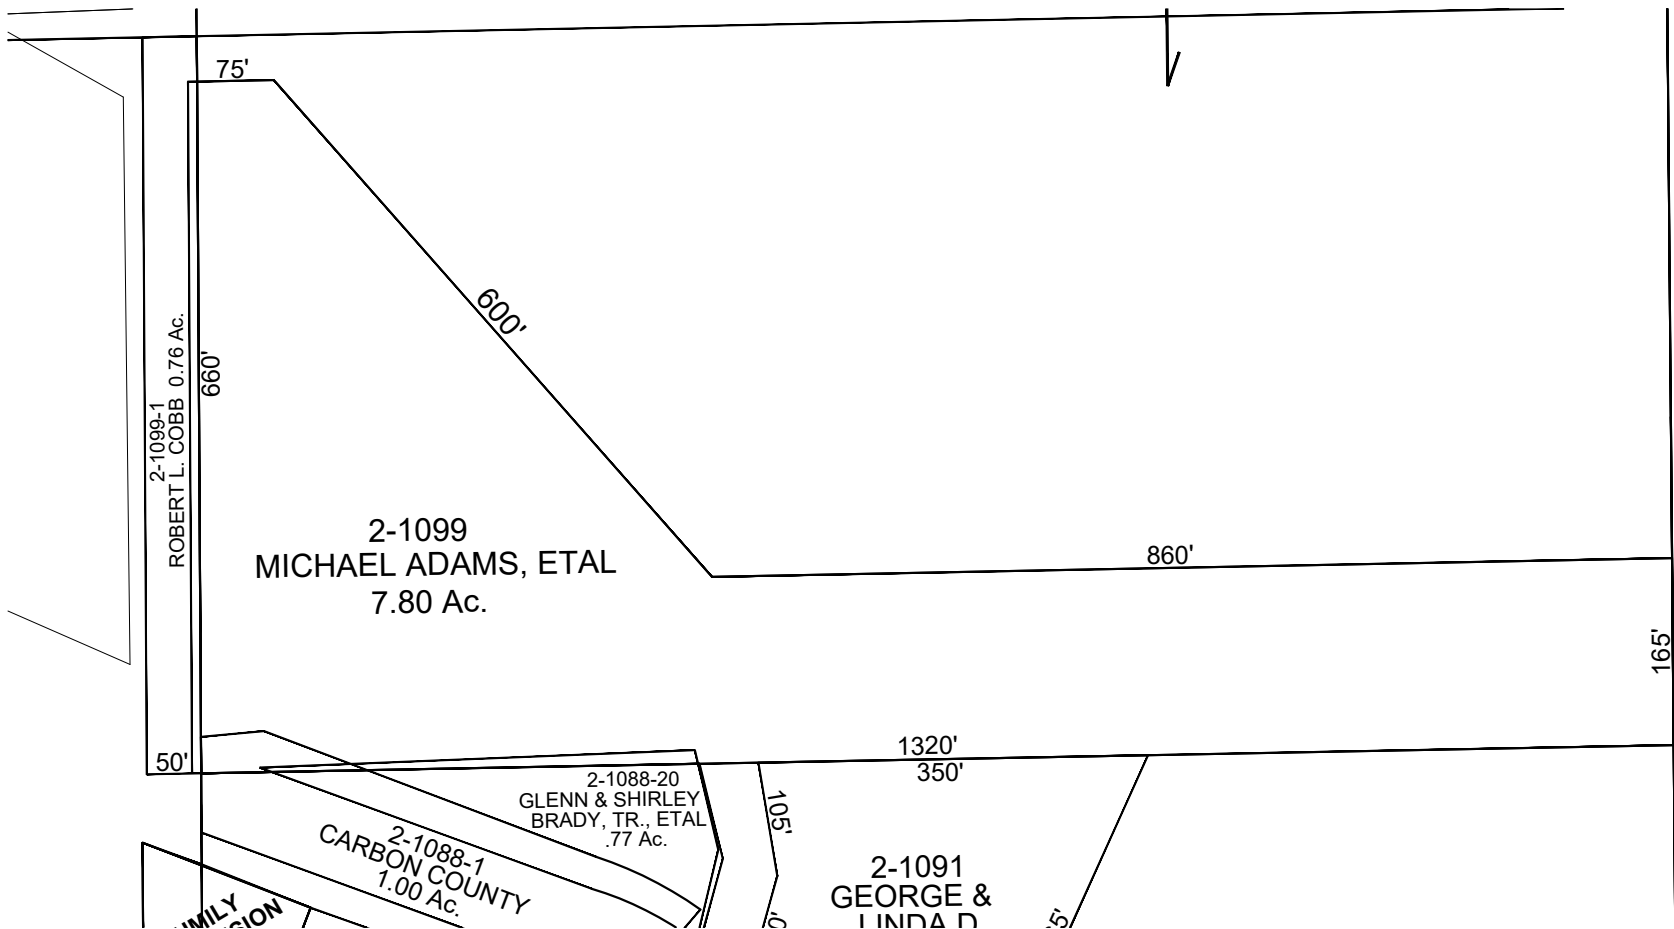 75'
600'
2-1099-1
ROBERT L. COBB 0.76 Ac.
660'
2-1099
MICHAEL ADAMS, ETAL
7.80 Ac.
860'
165'
50'
1320'
350'
2-1088-20
GLENN & SHIRLEY
BRADY, TR., ETAL
.77 Ac.
105'
2-1088-1
CARBON COUNTY
1.00 Ac.
2-1091
GEORGE &
LINDA D.